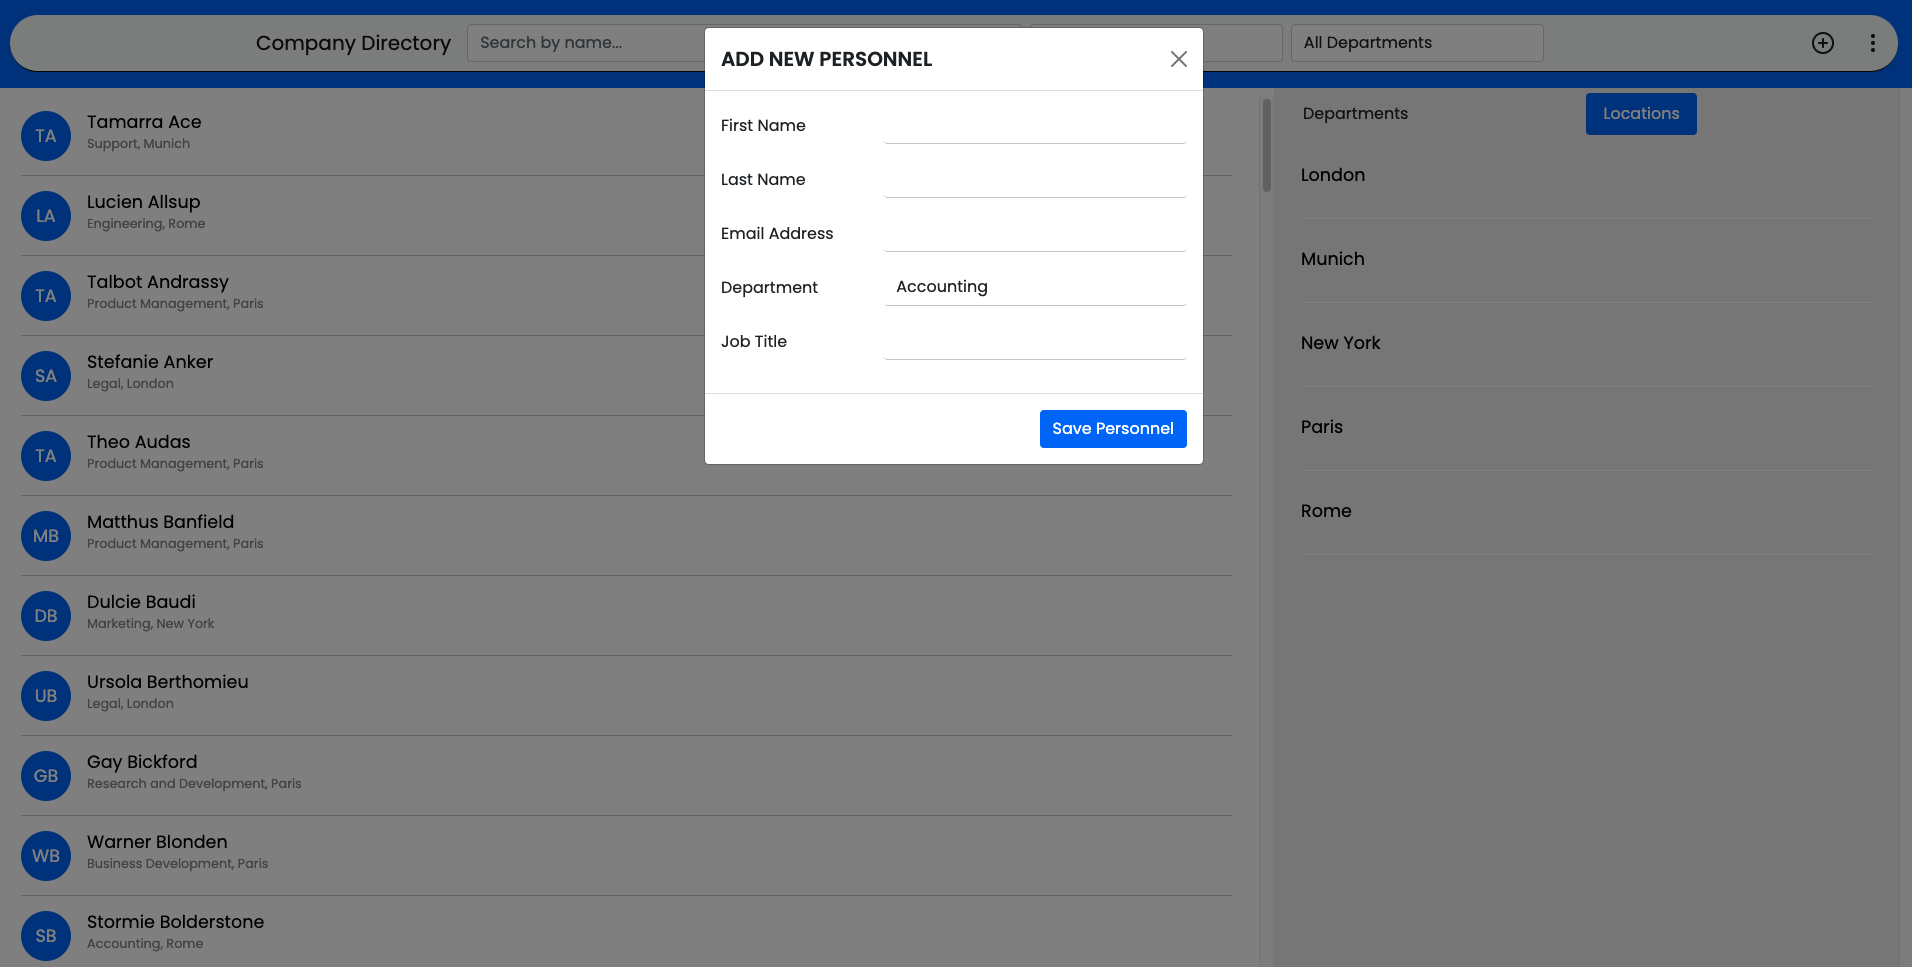 Company Directory
Search by name...
All Departments
ADD NEW PERSONNEL
First Name
Last Name
Email Address
Department
Accounting
Job Title
Save Personnel
TA
Tamarra Ace
Support, Munich
LA
Lucien Allsup
Engineering, Rome
TA
Talbot Andrassy
Product Management, Paris
SA
Stefanie Anker
Legal, London
TA
Theo Audas
Product Management, Paris
MB
Matthus Banfield
Product Management, Paris
DB
Dulcie Baudi
Marketing, New York
UB
Ursola Berthomieu
Legal, London
GB
Gay Bickford
Research and Development, Paris
WB
Warner Blonden
Business Development, Paris
SB
Stormie Bolderstone
Accounting, Rome
Departments
Locations
London
Munich
New York
Paris
Rome